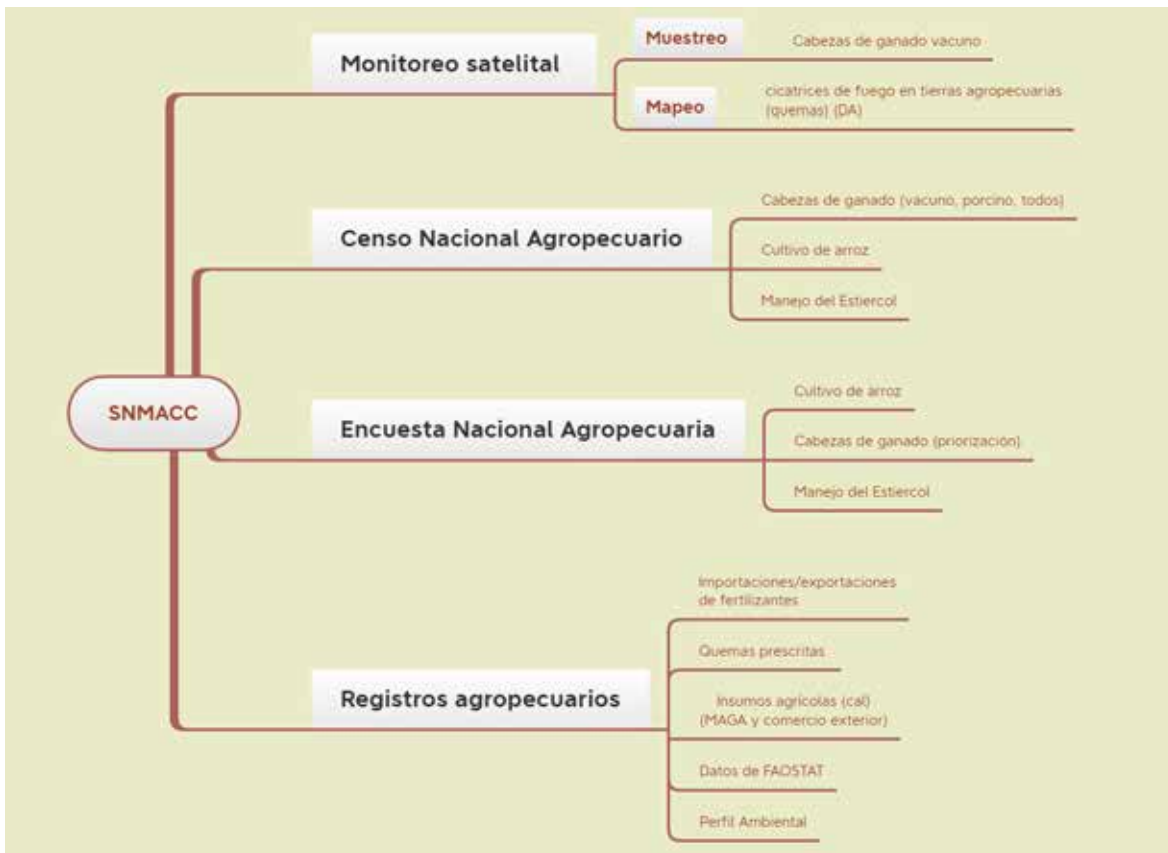 Monitoreo satelital
Muestreo
Cabezas de ganado vacuno
Mapeo
cicatrices de fuego en tierras agropecuarias
(quemas) (DA)
Censo Nacional Agropecuario
Cabezas de ganado (vacuno, porcino, todos)
Cultivo de arroz
Manejo del Estiercol
SNMACC
Encuesta Nacional Agropecuaria
Cultivo de arroz
Cabezas de ganado (priorización)
Manejo del Estiercol
Registros agropecuarios
Importaciones/exportaciones
de fertilizantes
Quemas prescritas
Insumos agrícolas (cal)
(MAGA y comercio exterior)
Datos de FAOSTAT
Perfil Ambiental